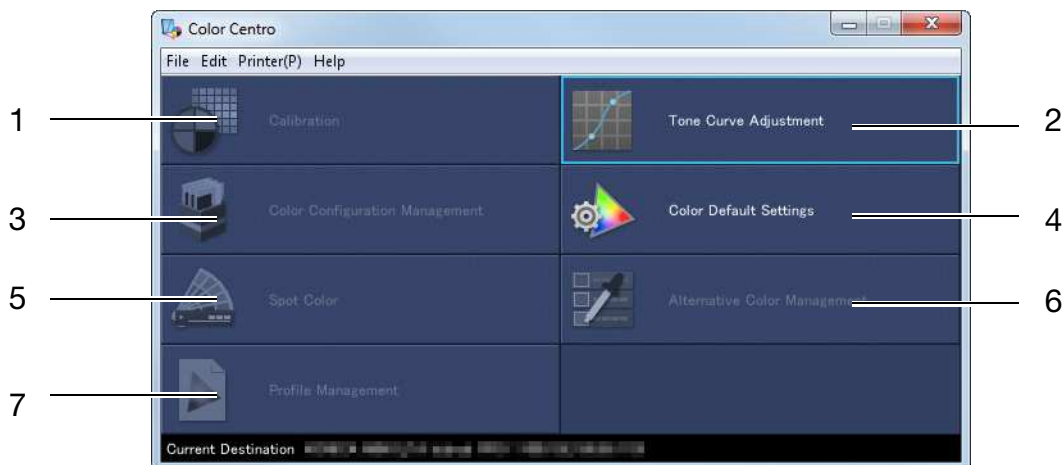 Color Centro
File Edit Printer(P) Help
1 Calibration
Tone Curve Adjustment 2
3 Color Configuration Management
Color Default Settings 4
5 Spot Color
Alternative Color Management 6
7 Profile Management
Current Destination